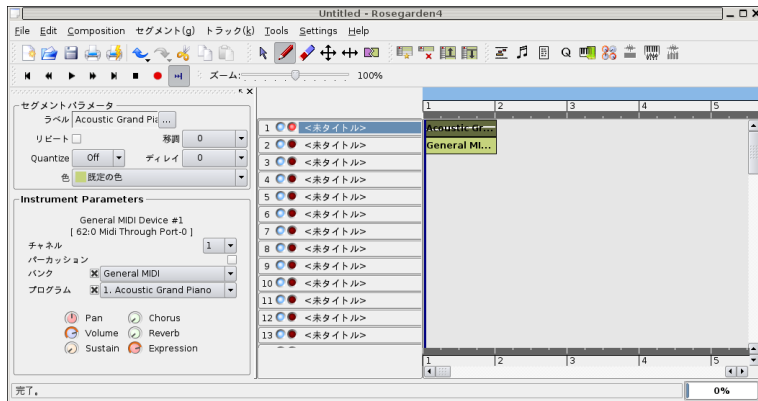 Untitled - Rosegarden4
File Edit Composition セグメント(g) トラック(k) Tools Settings Help
ズーム: 100%
セグメントパラメータ
ラベル Acoustic Grand Pia ...
リピート 移調 0
Quantize Off ディレイ 0
色 既定の色
Instrument Parameters
General MIDI Device #1
[ 62:0 Midi Through Port-0 ]
チャネル 1
パーカッション
バンク General MIDI
プログラム 1. Acoustic Grand Piano
Pan Chorus
Volume Reverb
Sustain Expression
1 2 3 4 5
1 <未タイトル> Acoustic Gr...
2 <未タイトル> General MI...
3 <未タイトル>
4 <未タイトル>
5 <未タイトル>
6 <未タイトル>
7 <未タイトル>
8 <未タイトル>
9 <未タイトル>
10 <未タイトル>
11 <未タイトル>
12 <未タイトル>
13 <未タイトル>
1 2 3 4 5
完了。 0%